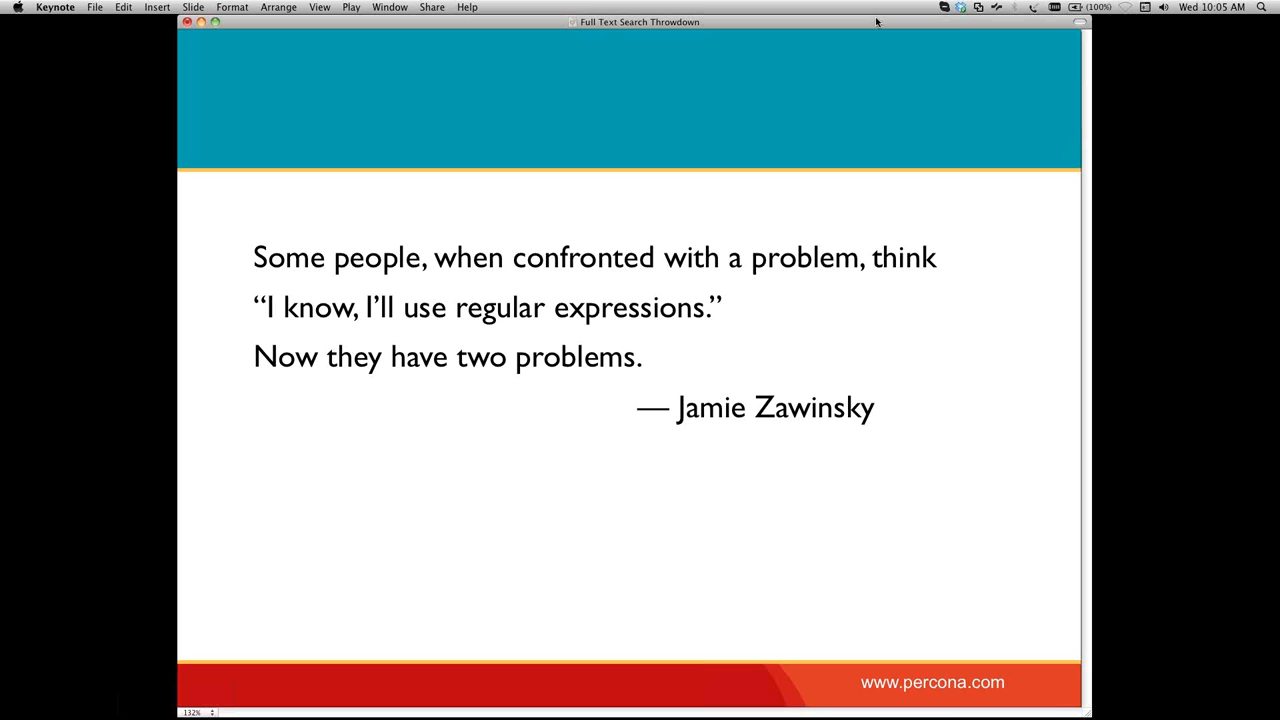 Keynote File Edit Insert Slide Format Arrange View Play Window Share Help (100%) Wed 10:05 AM
Full Text Search Throwdown
Some people, when confronted with a problem, think
“I know, I’ll use regular expressions.”
Now they have two problems.
— Jamie Zawinsky
www.percona.com
132%